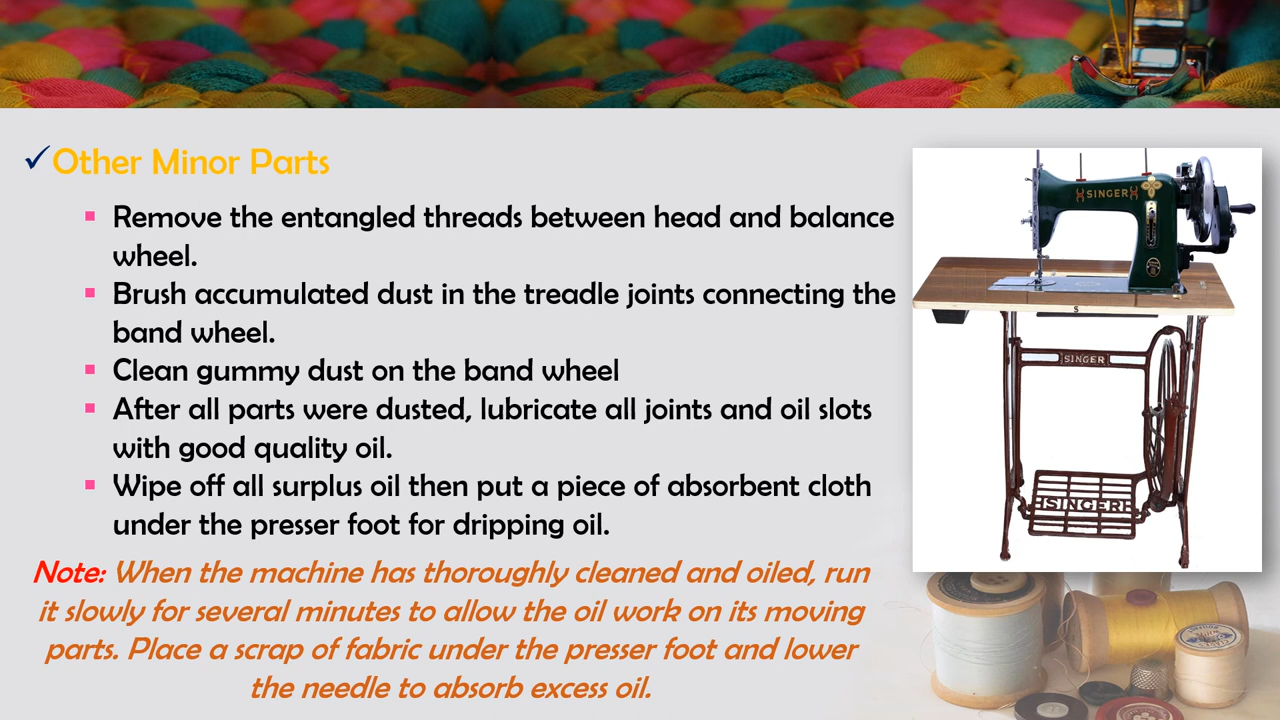 Other Minor Parts
Remove the entangled threads between head and balance
wheel.
Brush accumulated dust in the treadle joints connecting the
band wheel.
Clean gummy dust on the band wheel
After all parts were dusted, lubricate all joints and oil slots
with good quality oil.
Wipe off all surplus oil then put a piece of absorbent cloth
under the presser foot for dripping oil.
Note: When the machine has thoroughly cleaned and oiled, run
it slowly for several minutes to allow the oil work on its moving
parts. Place a scrap of fabric under the presser foot and lower
the needle to absorb excess oil.
SINGER
S
SINGER
SINGER